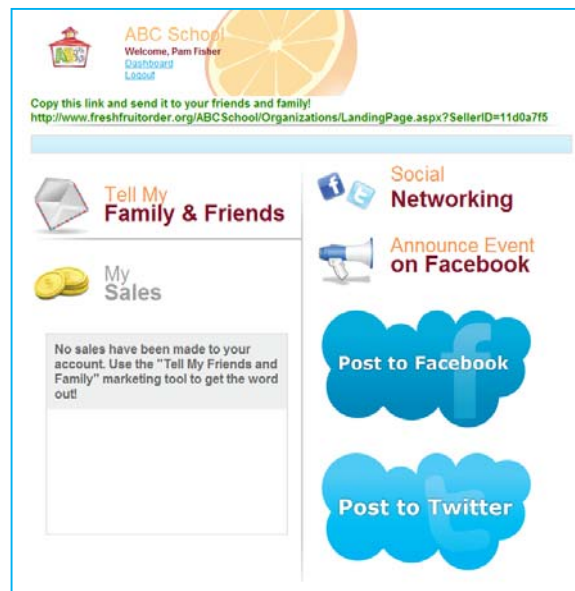 ABC School
Welcome, Pam Fisher
Dashboard
Logout
Copy this link and send it to your friends and family!
http://www.freshfruitorder.org/ABCSchool/Organizations/LandingPage.aspx?SellerID=11d0a7f5
Tell My
Family & Friends
My
Sales
No sales have been made to your
account. Use the "Tell My Friends and
Family" marketing tool to get the word
out!
Social
Networking
Announce Event
on Facebook
Post to Facebook
Post to Twitter